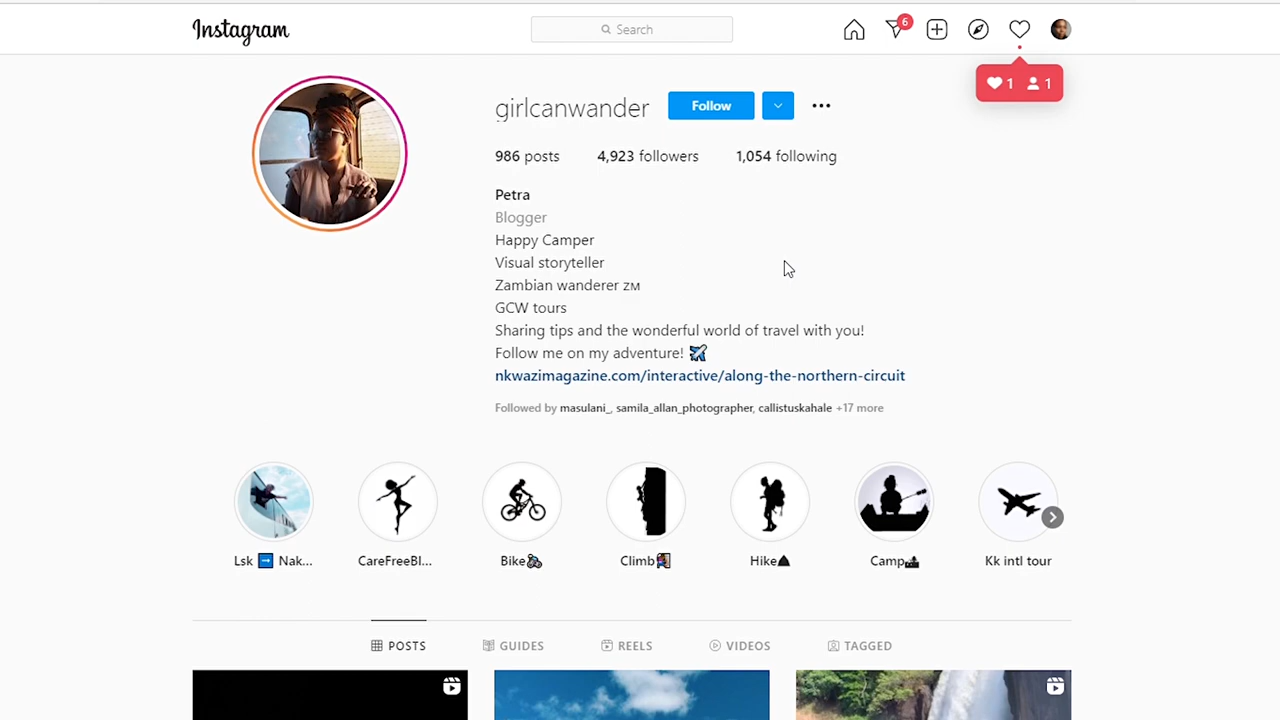 Instagram
Search
6
1 1
girlcanwander Follow
986 posts 4,923 followers 1,054 following
Petra
Blogger
Happy Camper
Visual storyteller
Zambian wanderer ZM
GCW tours
Sharing tips and the wonderful world of travel with you!
Follow me on my adventure! ✈️
nkwazimagazine.com/interactive/along-the-northern-circuit
Followed by masulani_, samila_allan_photographer, callistuskahale +17 more
Lsk ➡️ Nak... CareFreeBl... Bike🚵 Climb🧗 Hike⛰ Camp🏕 Kk intl tour
POSTS GUIDES REELS VIDEOS TAGGED